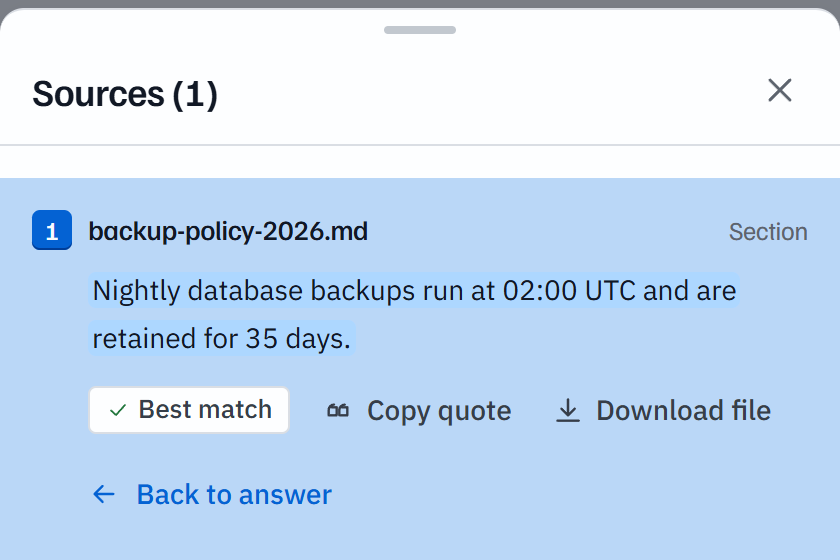 Sources (1)
1 backup-policy-2026.md Section
Nightly database backups run at 02:00 UTC and are
retained for 35 days.
Best match Copy quote Download file
Back to answer